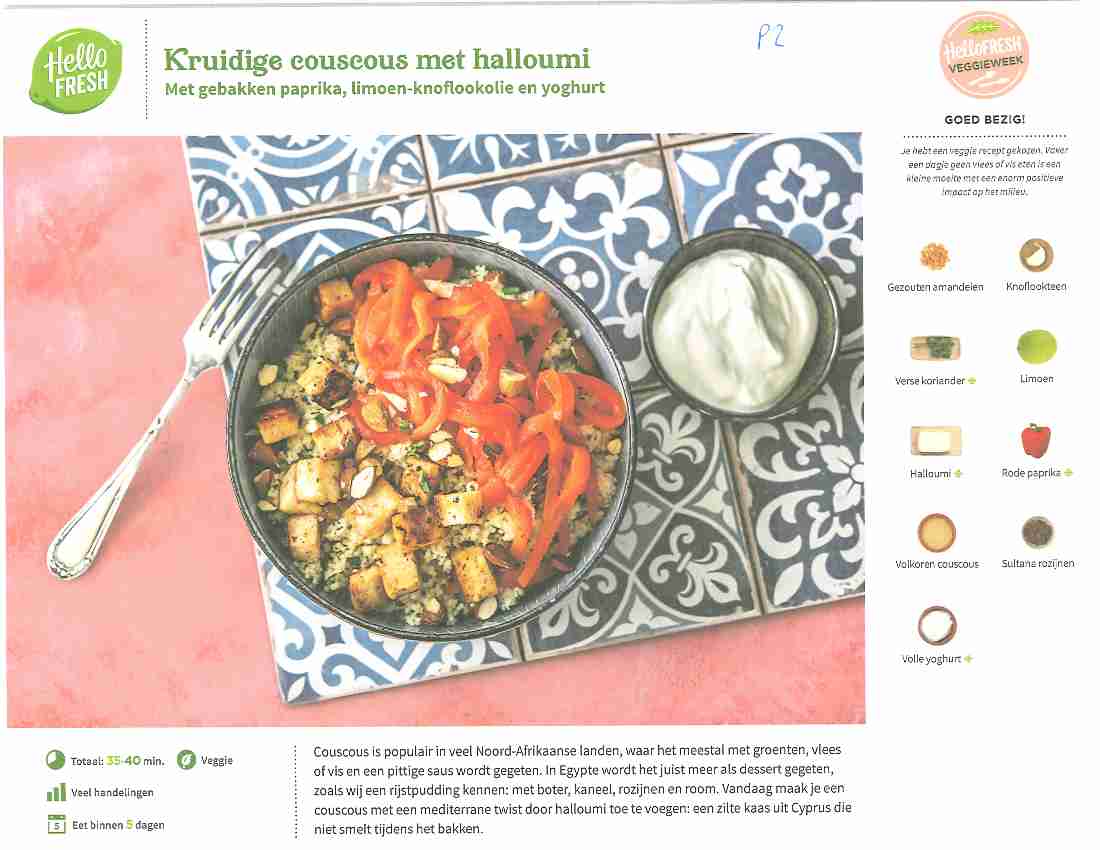 Hello
FRESH
Kruidige couscous met halloumi
Met gebakken paprika, limoen-knoflookolie en yoghurt
P2
HelloFRESH
VEGGIEWEEK
GOED BEZIG!
Je hebt een veggie recept gekozen. Vaker
een dagje geen vlees of vis eten is een
kleine moeite met een enorm positieve
impact op het milieu.
Gezouten amandelen
Knoflookteen
Verse koriander
Limoen
Halloumi
Rode paprika
Volkoren couscous
Sultana rozijnen
Volle yoghurt
Totaal: 35-40 min.
Veggie
Veel handelingen
5
Eet binnen 5 dagen
Couscous is populair in veel Noord-Afrikaanse landen, waar het meestal met groenten, vlees
of vis en een pittige saus wordt gegeten. In Egypte wordt het juist meer als dessert gegeten,
zoals wij een rijstpudding kennen: met boter, kaneel, rozijnen en room. Vandaag maak je een
couscous met een mediterrane twist door halloumi toe te voegen: een zilte kaas uit Cyprus die
niet smelt tijdens het bakken.